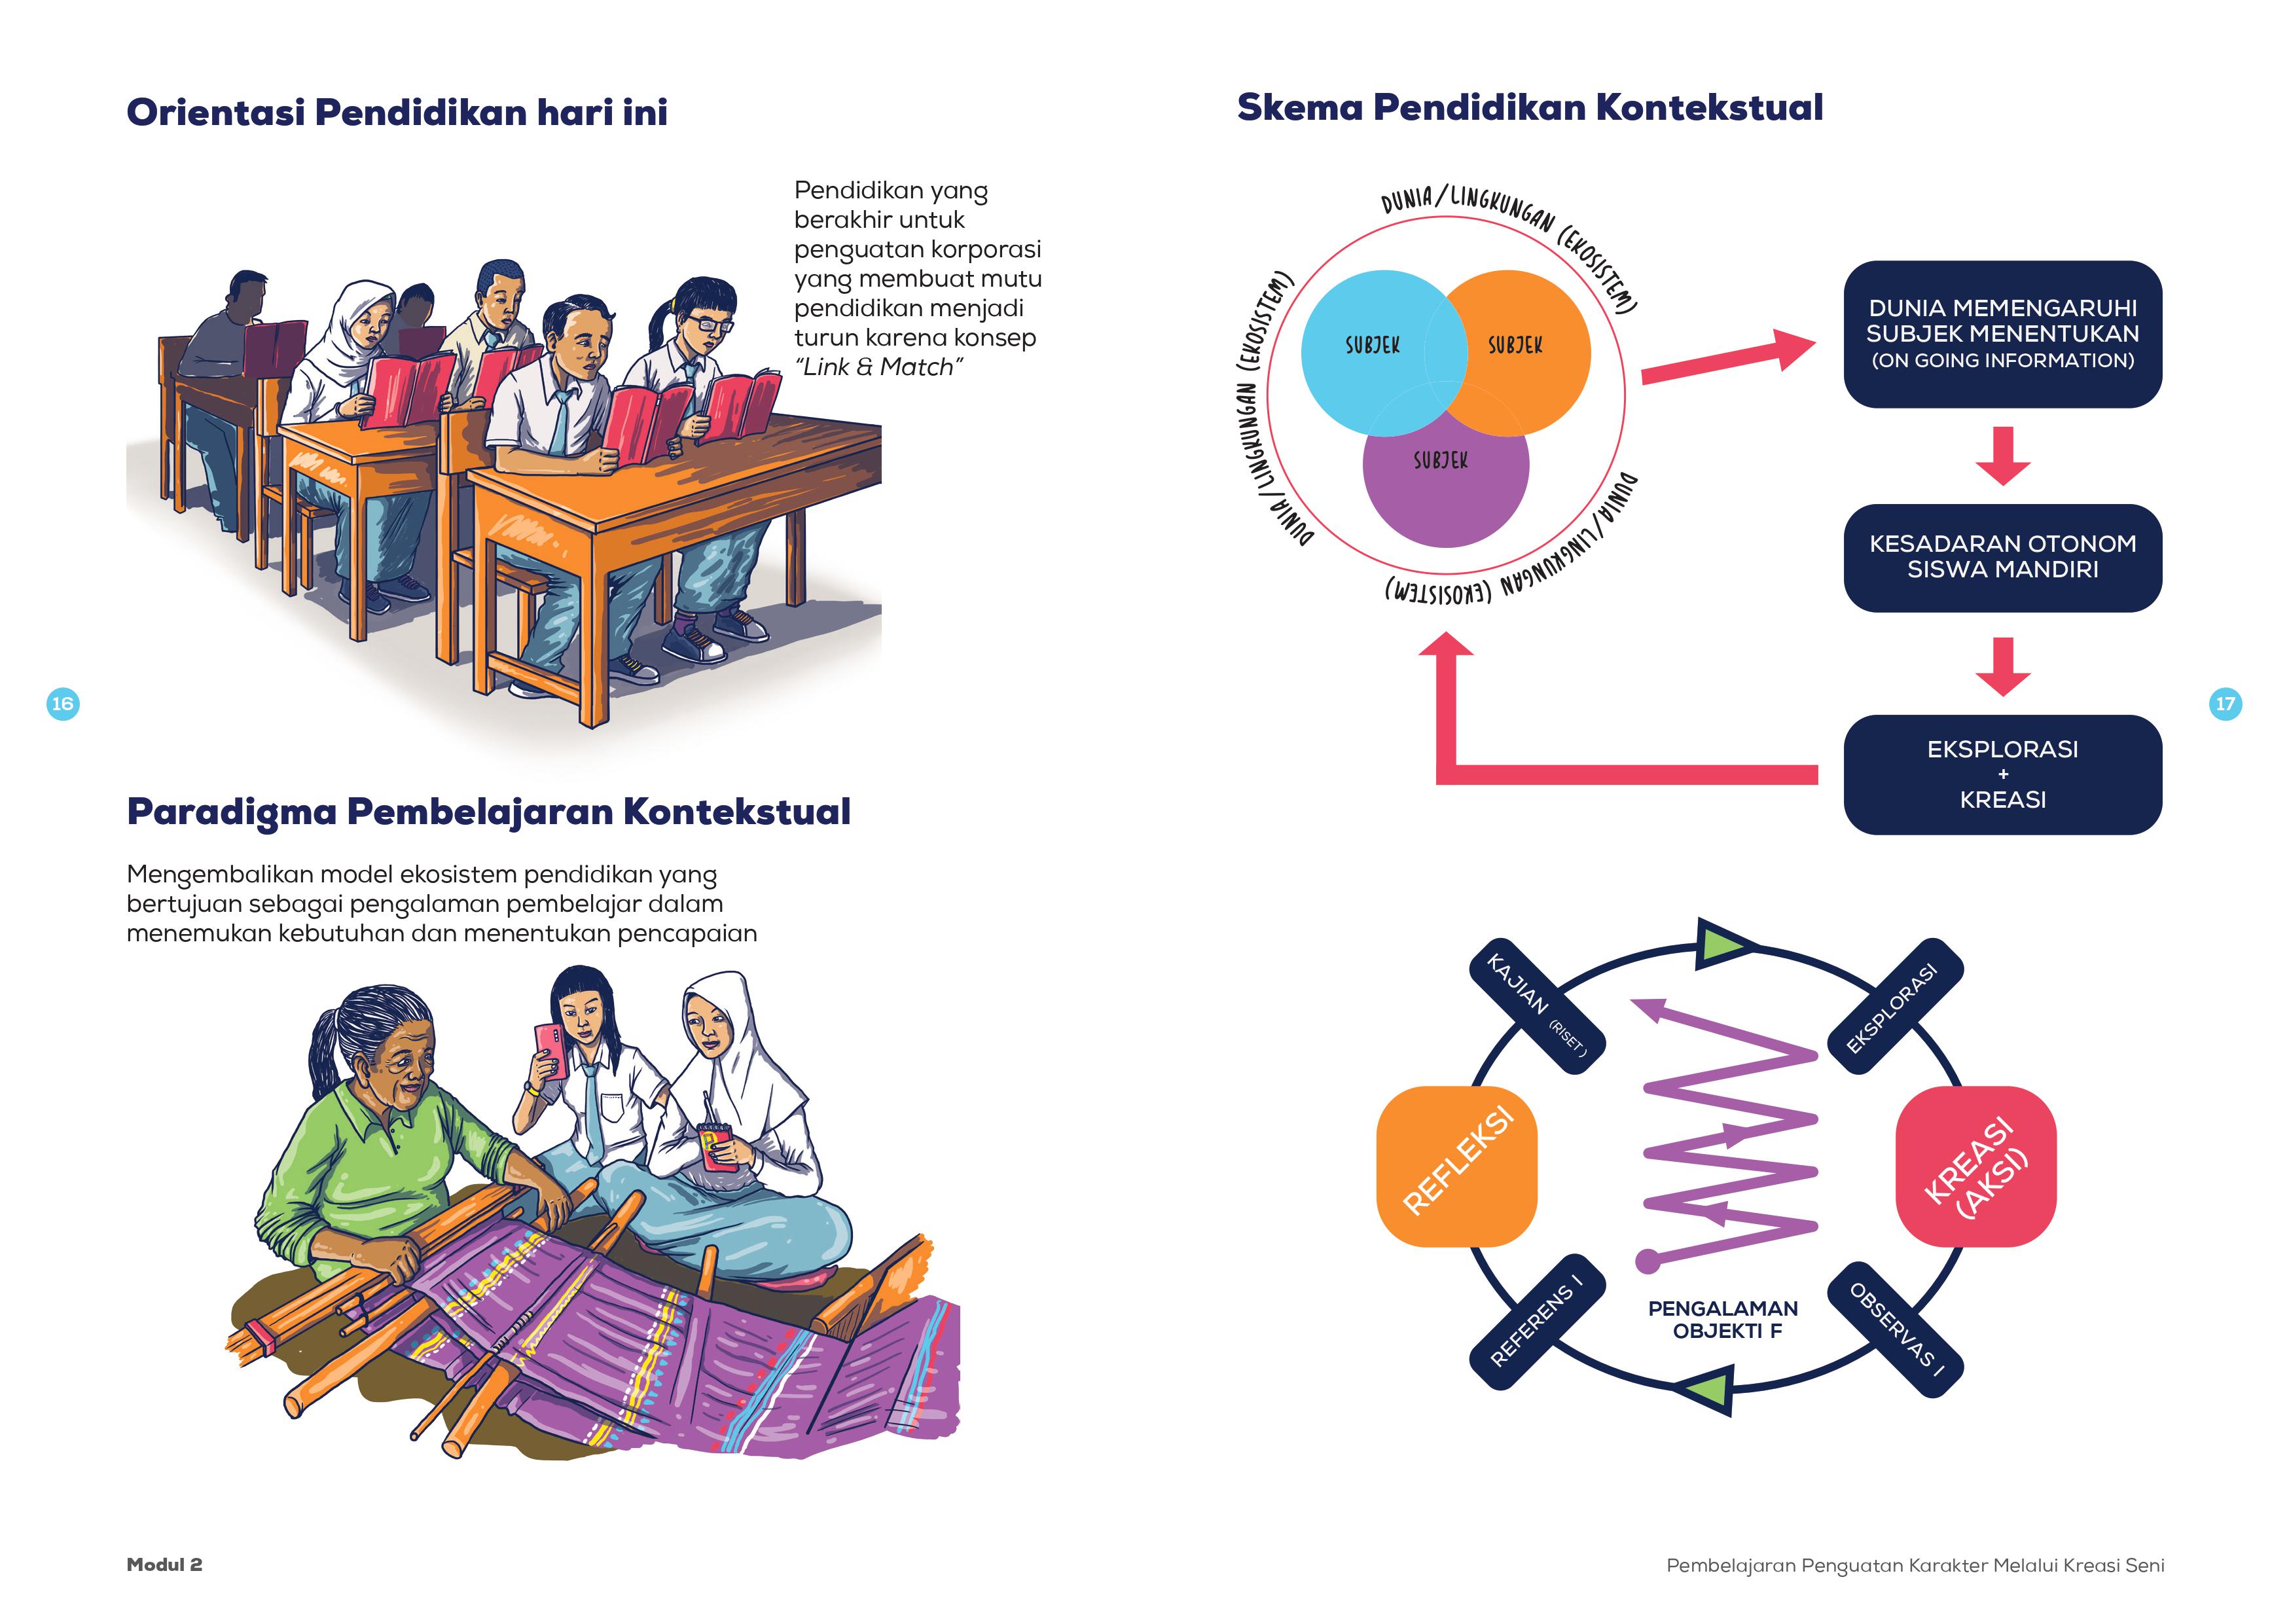 Orientasi Pendidikan hari ini
Pendidikan yang
berakhir untuk
penguatan korporasi
yang membuat mutu
pendidikan menjadi
turun karena konsep
“Link & Match”
16
Paradigma Pembelajaran Kontekstual
Mengembalikan model ekosistem pendidikan yang
bertujuan sebagai pengalaman pembelajar dalam
menemukan kebutuhan dan menentukan pencapaian
Modul 2
Skema Pendidikan Kontekstual
DUNIA/LINGKUNGAN (EKOSISTEM)
DUNIA/LINGKUNGAN (EKOSISTEM)
DUNIA/LINGKUNGAN (EKOSISTEM)
SUBJEK
SUBJEK
SUBJEK
DUNIA MEMENGARUHI
SUBJEK MENENTUKAN
(ON GOING INFORMATION)
KESADARAN OTONOM
SISWA MANDIRI
EKSPLORASI
+
KREASI
17
KAJIAN (RISET)
EKSPLORASI
REFLEKSI
KREASI
(AKSI)
REFERENS I
OBSERVAS I
PENGALAMAN
OBJEKTI F
Pembelajaran Penguatan Karakter Melalui Kreasi Seni